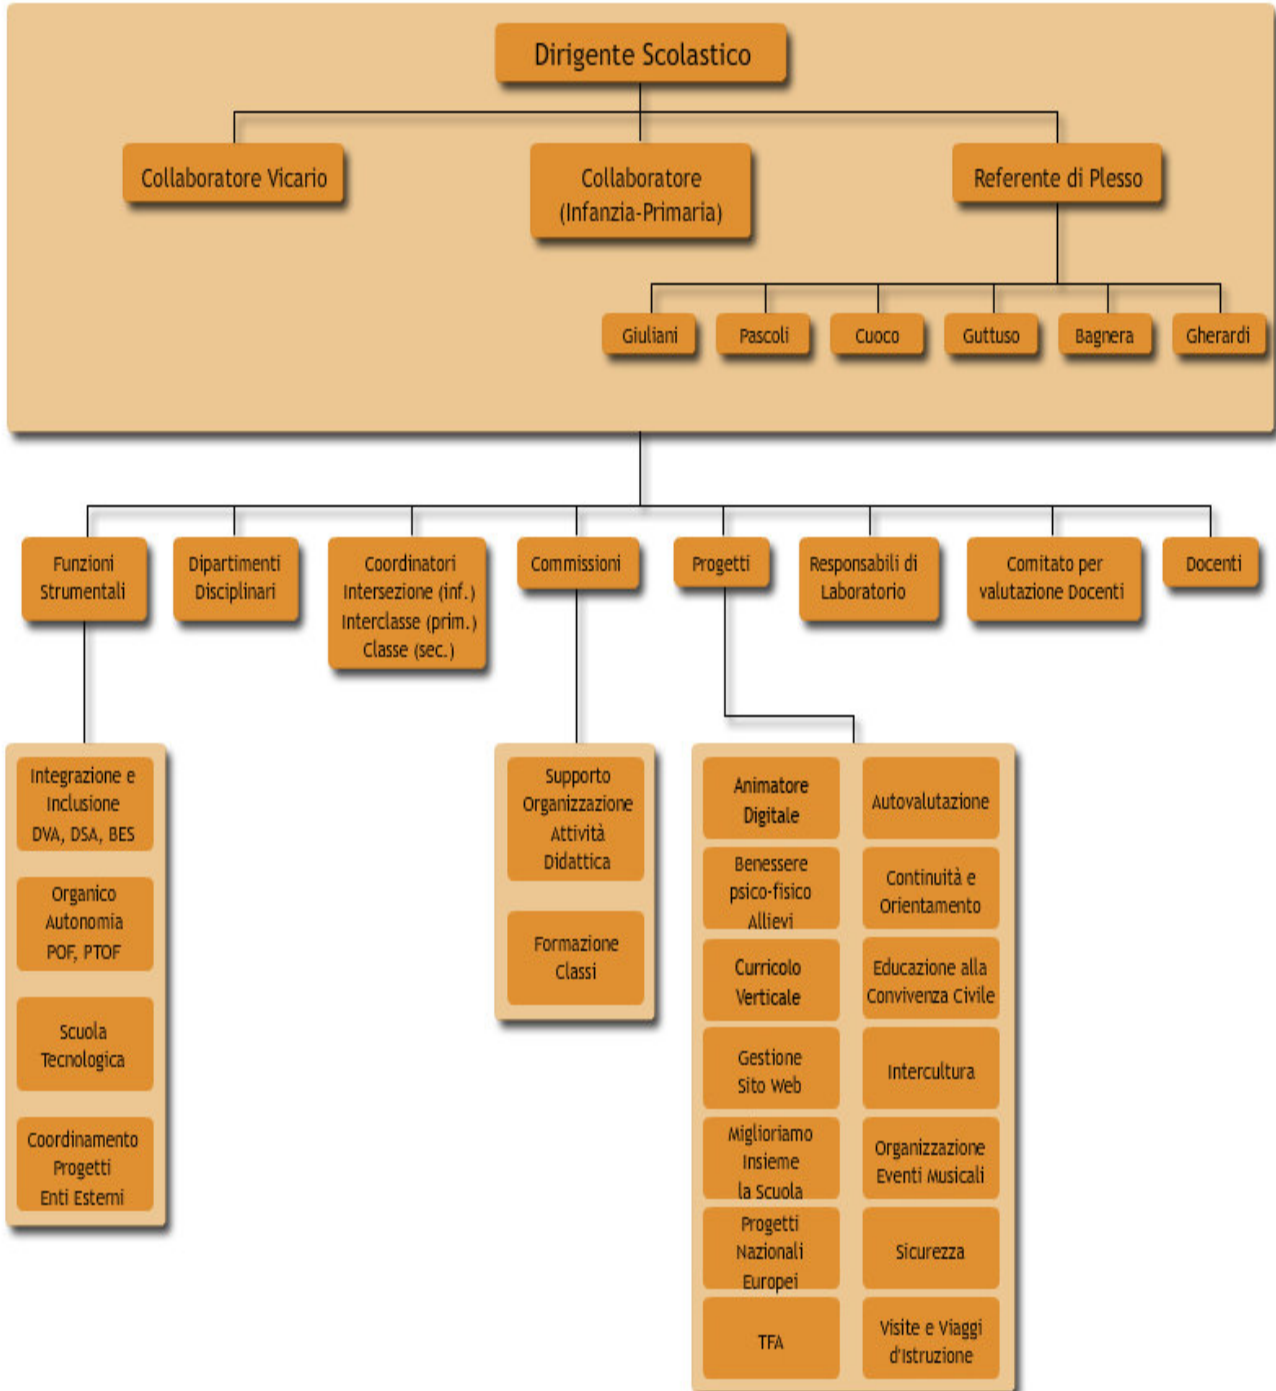 Dirigente Scolastico
Collaboratore Vicario
Collaboratore
(Infanzia-Primaria)
Referente di Plesso
Giuliani
Pascoli
Cuoco
Guttuso
Bagnera
Gherardi
Funzioni
Strumentali
Dipartimenti
Disciplinari
Coordinatori
Intersezione (inf.)
Interclasse (prim.)
Classe (sec.)
Commissioni
Progetti
Responsabili di
Laboratorio
Comitato per
valutazione Docenti
Docenti
Integrazione e
Inclusione
DVA, DSA, BES
Organico
Autonomia
POF, PTOF
Scuola
Tecnologica
Coordinamento
Progetti
Enti Esterni
Supporto
Organizzazione
Attività
Didattica
Formazione
Classi
Animatore
Digitale
Autovalutazione
Benessere
psico-fisico
Allievi
Continuità e
Orientamento
Curricolo
Verticale
Educazione alla
Convivenza Civile
Gestione
Sito Web
Intercultura
Miglioriamo
Insieme
la Scuola
Organizzazione
Eventi Musicali
Progetti
Nazionali
Europei
Sicurezza
TFA
Visite e Viaggi
d'Istruzione